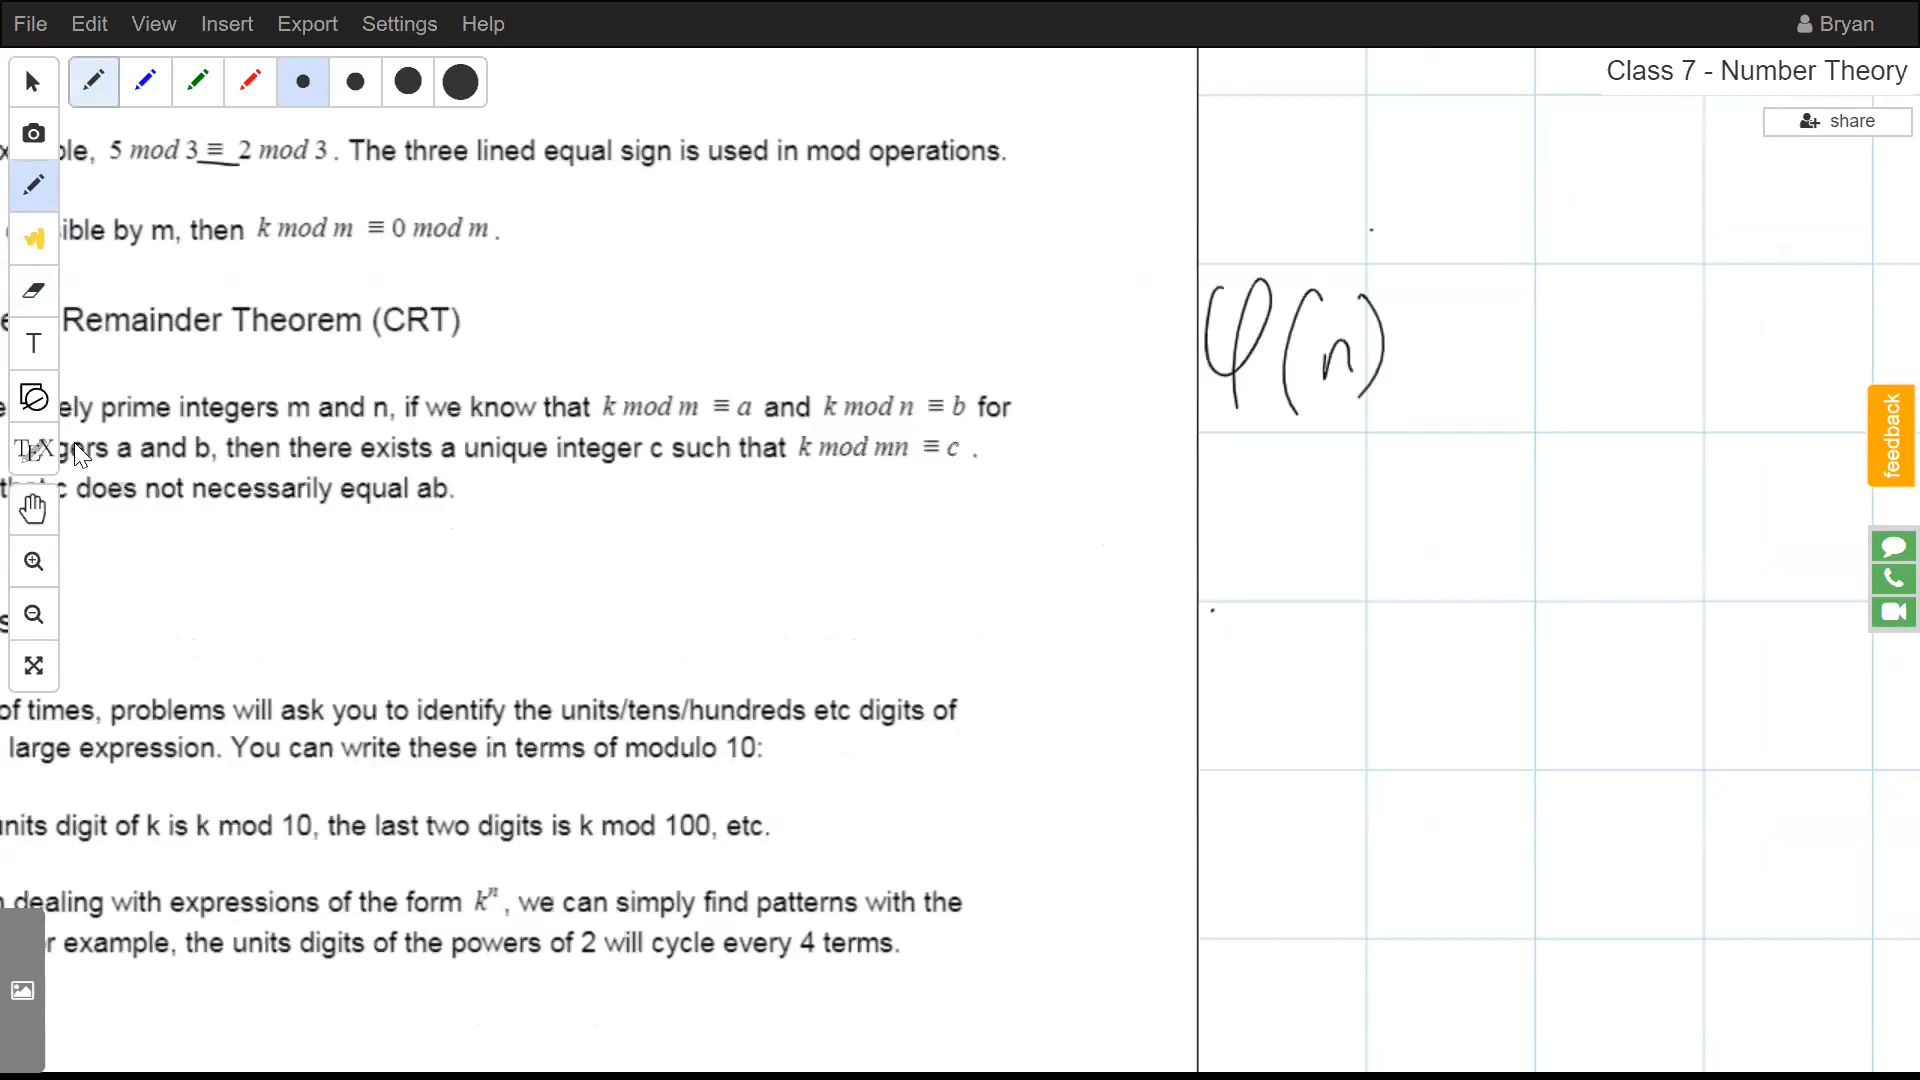 File Edit View Insert Export Settings Help Bryan
Class 7 - Number Theory
share
ple, 5 mod 3 ≡ 2 mod 3. The three lined equal sign is used in mod operations.
ible by m, then k mod m ≡ 0 mod m.
Remainder Theorem (CRT)
φ(n)
ely prime integers m and n, if we know that k mod m ≡ a and k mod n ≡ b for
gers a and b, then there exists a unique integer c such that k mod mn ≡ c .
c does not necessarily equal ab.
T
TEX
feedback
of times, problems will ask you to identify the units/tens/hundreds etc digits of
large expression. You can write these in terms of modulo 10:
units digit of k is k mod 10, the last two digits is k mod 100, etc.
dealing with expressions of the form kⁿ, we can simply find patterns with the
r example, the units digits of the powers of 2 will cycle every 4 terms.